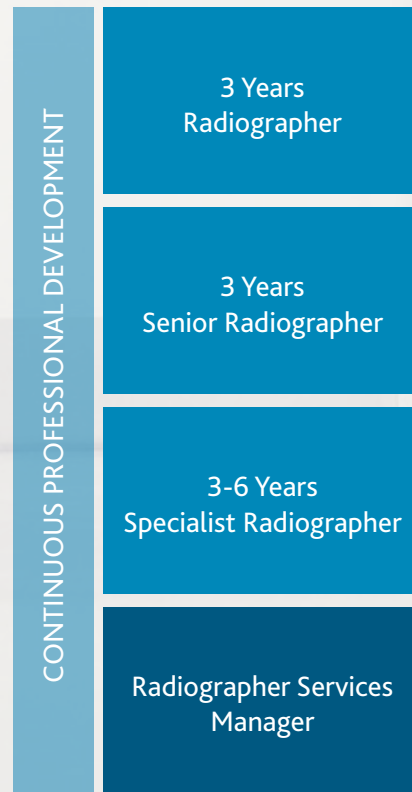 CONTINUOUS PROFESSIONAL DEVELOPMENT
3 Years
Radiographer
3 Years
Senior Radiographer
3-6 Years
Specialist Radiographer
Radiographer Services
Manager